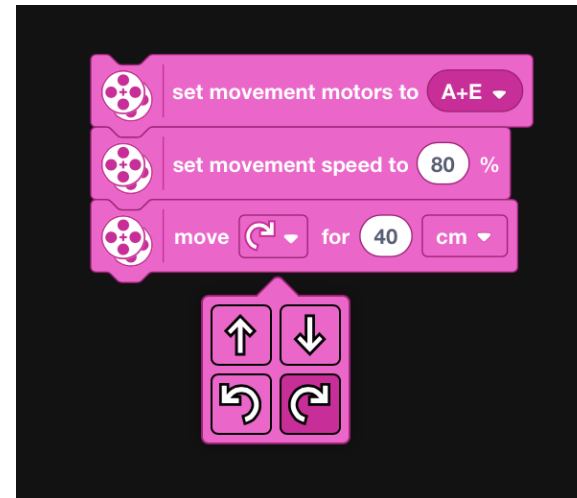 set movement motors to A+E
set movement speed to 80 %
move for 40 cm